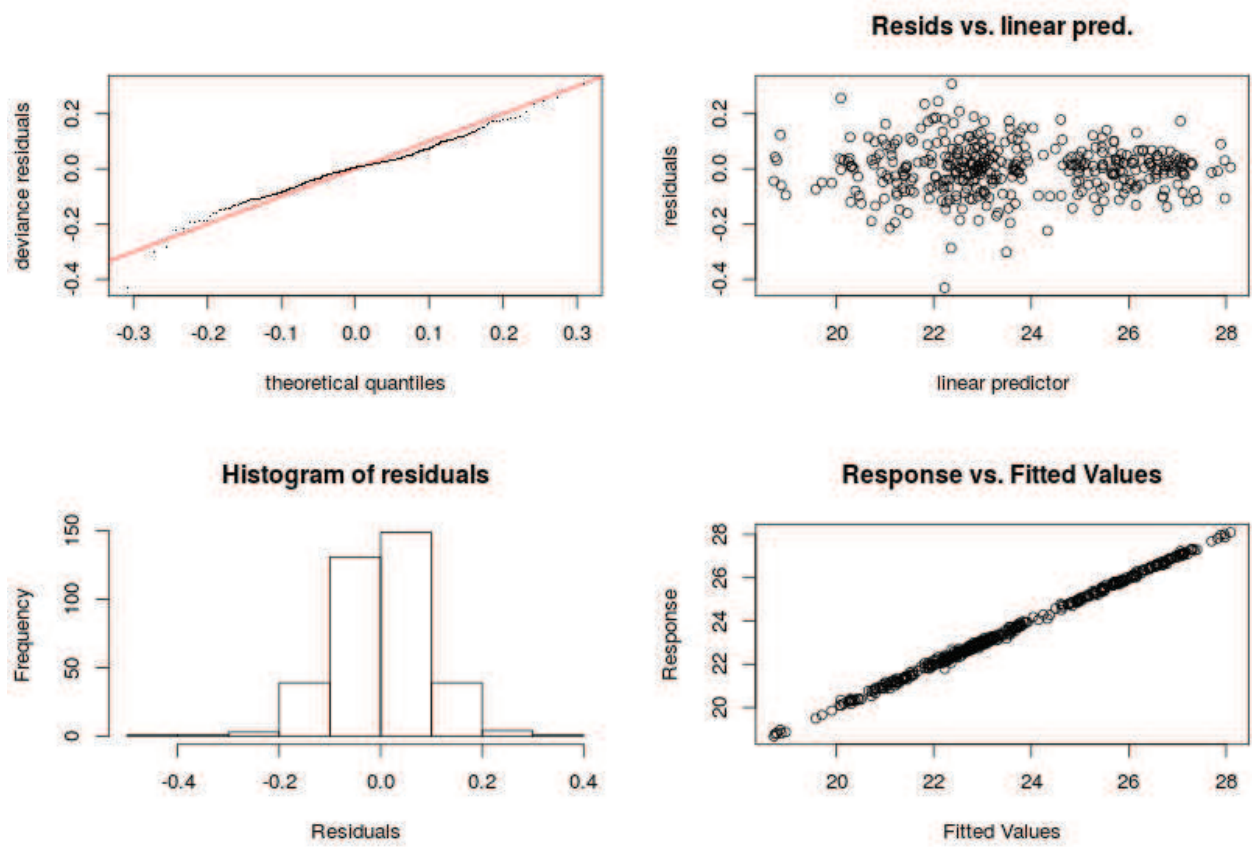 deviance residuals
0.2
0.0
-0.2
-0.4
-0.3 -0.2 -0.1 0.0 0.1 0.2 0.3
theoretical quantiles
Resids vs. linear pred.
residuals
0.2
0.0
-0.2
-0.4
20 22 24 26 28
linear predictor
Histogram of residuals
Frequency
150
100
50
0
-0.4 -0.2 0.0 0.2 0.4
Residuals
Response vs. Fitted Values
Response
28
26
24
22
20
20 22 24 26 28
Fitted Values